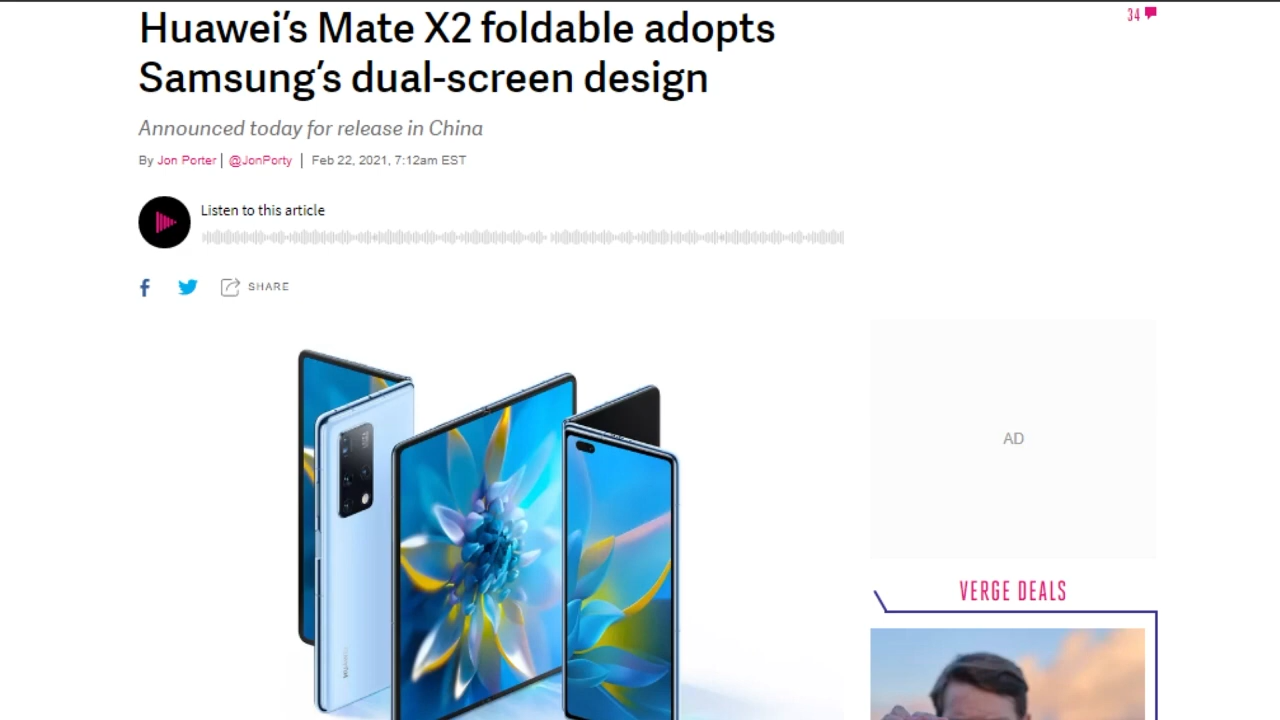 Huawei’s Mate X2 foldable adopts
Samsung’s dual-screen design
34
Announced today for release in China
By Jon Porter | @JonPorty | Feb 22, 2021, 7:12am EST
Listen to this article
SHARE
AD
VERGE DEALS